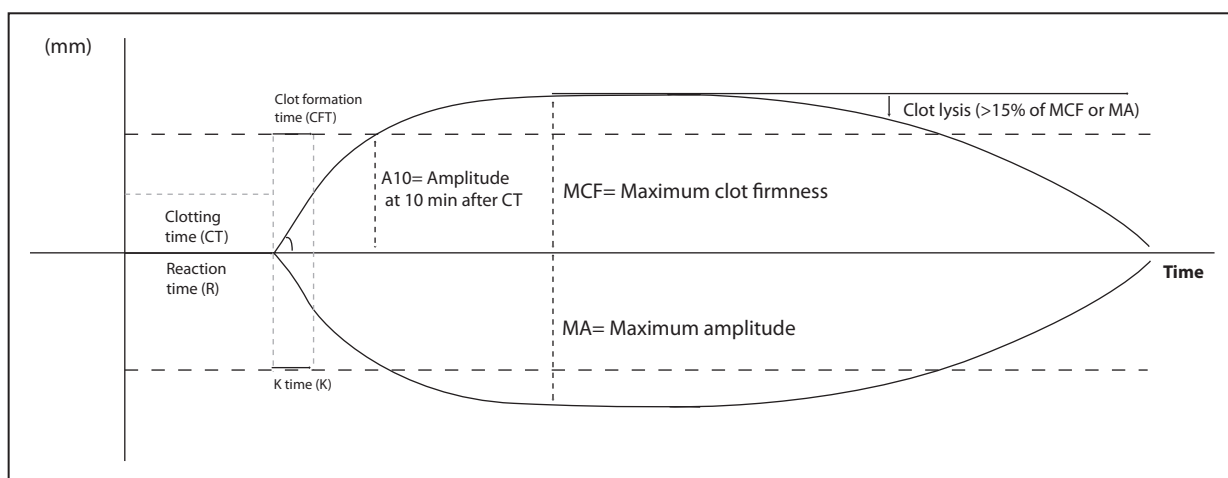 (mm)
Clot formation
time (CFT)
Clot lysis (>15% of MCF or MA)
A10= Amplitude
at 10 min after CT
MCF= Maximum clot firmness
Clotting
time (CT)
Reaction
time (R)
Time
MA= Maximum amplitude
K time (K)